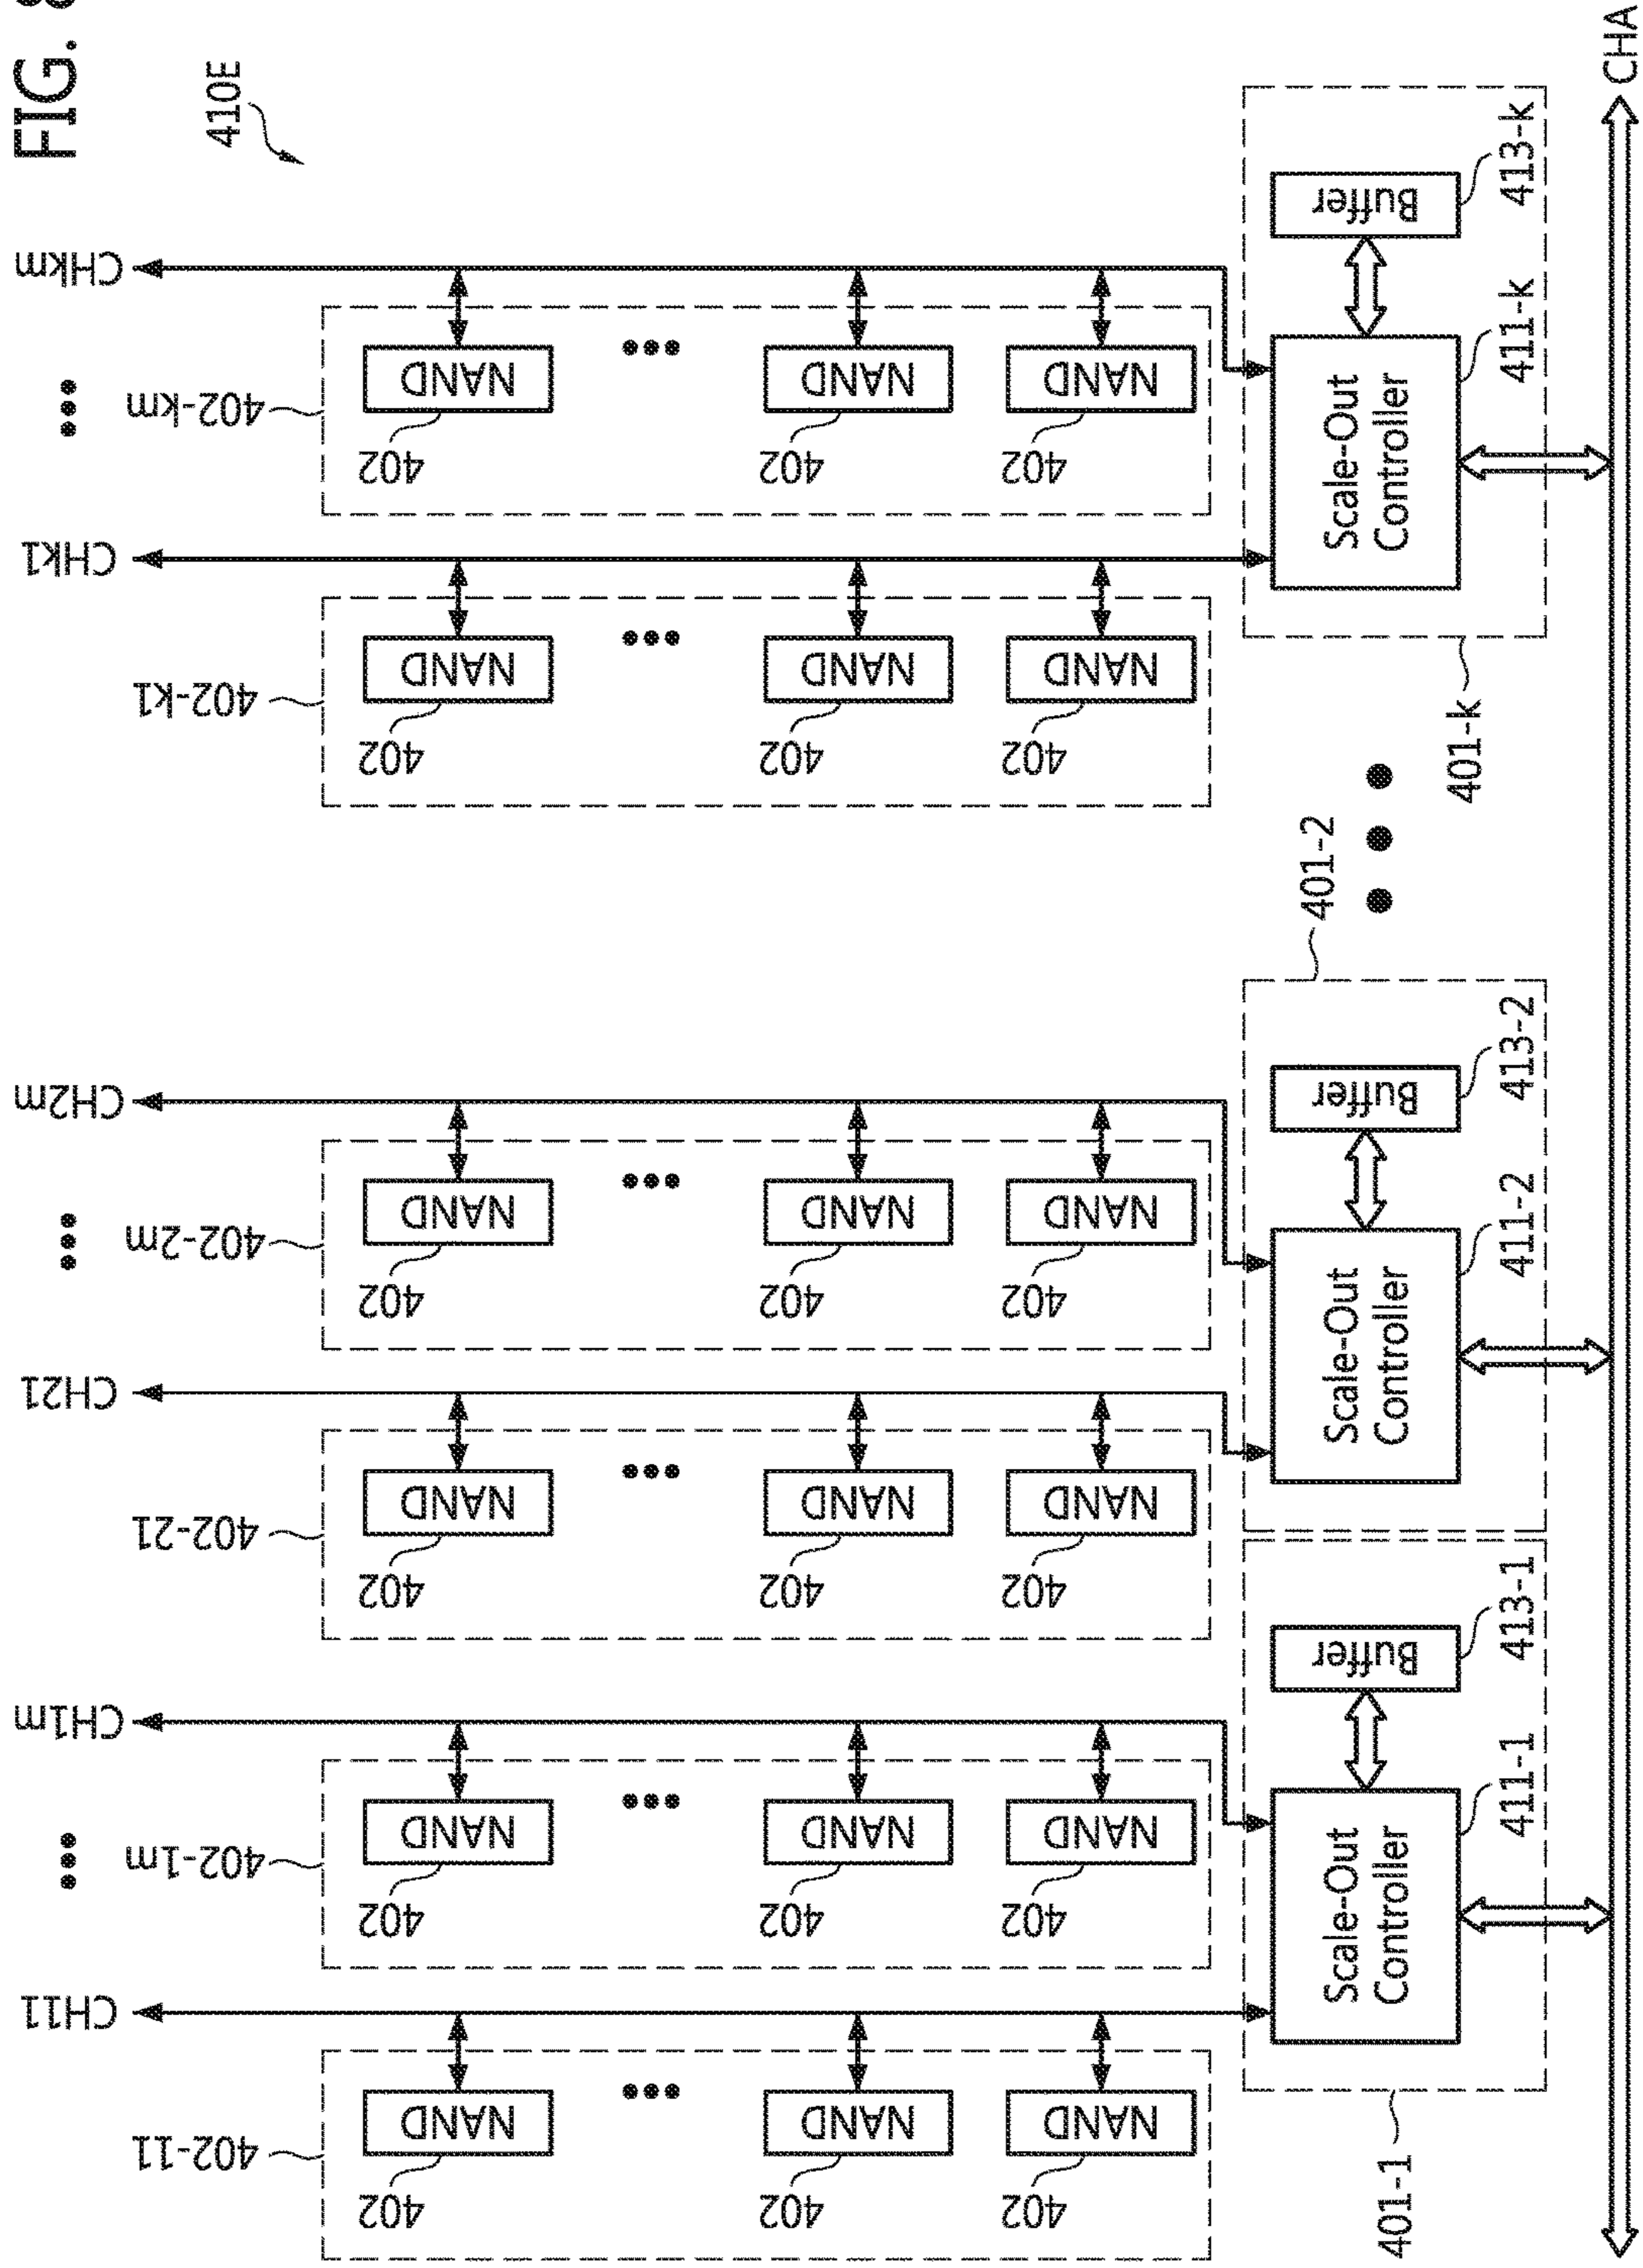 FIG. 8
410E
CH11
CH1m
CH21
CH2m
CHk1
CHkm
402-11
402-1m
402-21
402-2m
402-k1
402-km
NAND
NAND
NAND
NAND
NAND
NAND
402
402
402
402
402
402
NAND
NAND
NAND
NAND
NAND
NAND
402
402
402
402
402
402
NAND
NAND
NAND
NAND
NAND
NAND
402
402
402
402
402
402
401-1
Scale-Out
Controller
411-1
Buffer
413-1
401-2
Scale-Out
Controller
411-2
Buffer
413-2
401-k
Scale-Out
Controller
411-k
Buffer
413-k
CHA